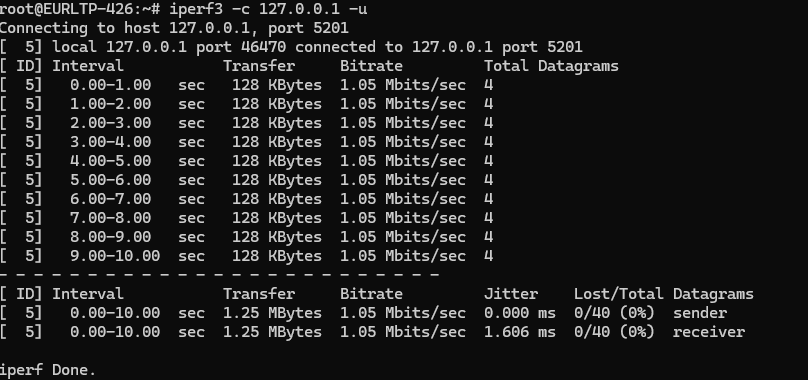 root@EURLTP-426:~# iperf3 -c 127.0.0.1 -u
Connecting to host 127.0.0.1, port 5201
[  5] local 127.0.0.1 port 46470 connected to 127.0.0.1 port 5201
[ ID] Interval           Transfer     Bitrate         Total Datagrams
[  5]   0.00-1.00   sec   128 KBytes  1.05 Mbits/sec  4
[  5]   1.00-2.00   sec   128 KBytes  1.05 Mbits/sec  4
[  5]   2.00-3.00   sec   128 KBytes  1.05 Mbits/sec  4
[  5]   3.00-4.00   sec   128 KBytes  1.05 Mbits/sec  4
[  5]   4.00-5.00   sec   128 KBytes  1.05 Mbits/sec  4
[  5]   5.00-6.00   sec   128 KBytes  1.05 Mbits/sec  4
[  5]   6.00-7.00   sec   128 KBytes  1.05 Mbits/sec  4
[  5]   7.00-8.00   sec   128 KBytes  1.05 Mbits/sec  4
[  5]   8.00-9.00   sec   128 KBytes  1.05 Mbits/sec  4
[  5]   9.00-10.00  sec   128 KBytes  1.05 Mbits/sec  4
- - - - - - - - - - - - - - - - - - - - - - - - -
[ ID] Interval           Transfer     Bitrate         Jitter    Lost/Total Datagrams
[  5]   0.00-10.00  sec  1.25 MBytes  1.05 Mbits/sec  0.000 ms  0/40 (0%)  sender
[  5]   0.00-10.00  sec  1.25 MBytes  1.05 Mbits/sec  1.606 ms  0/40 (0%)  receiver
iperf Done.